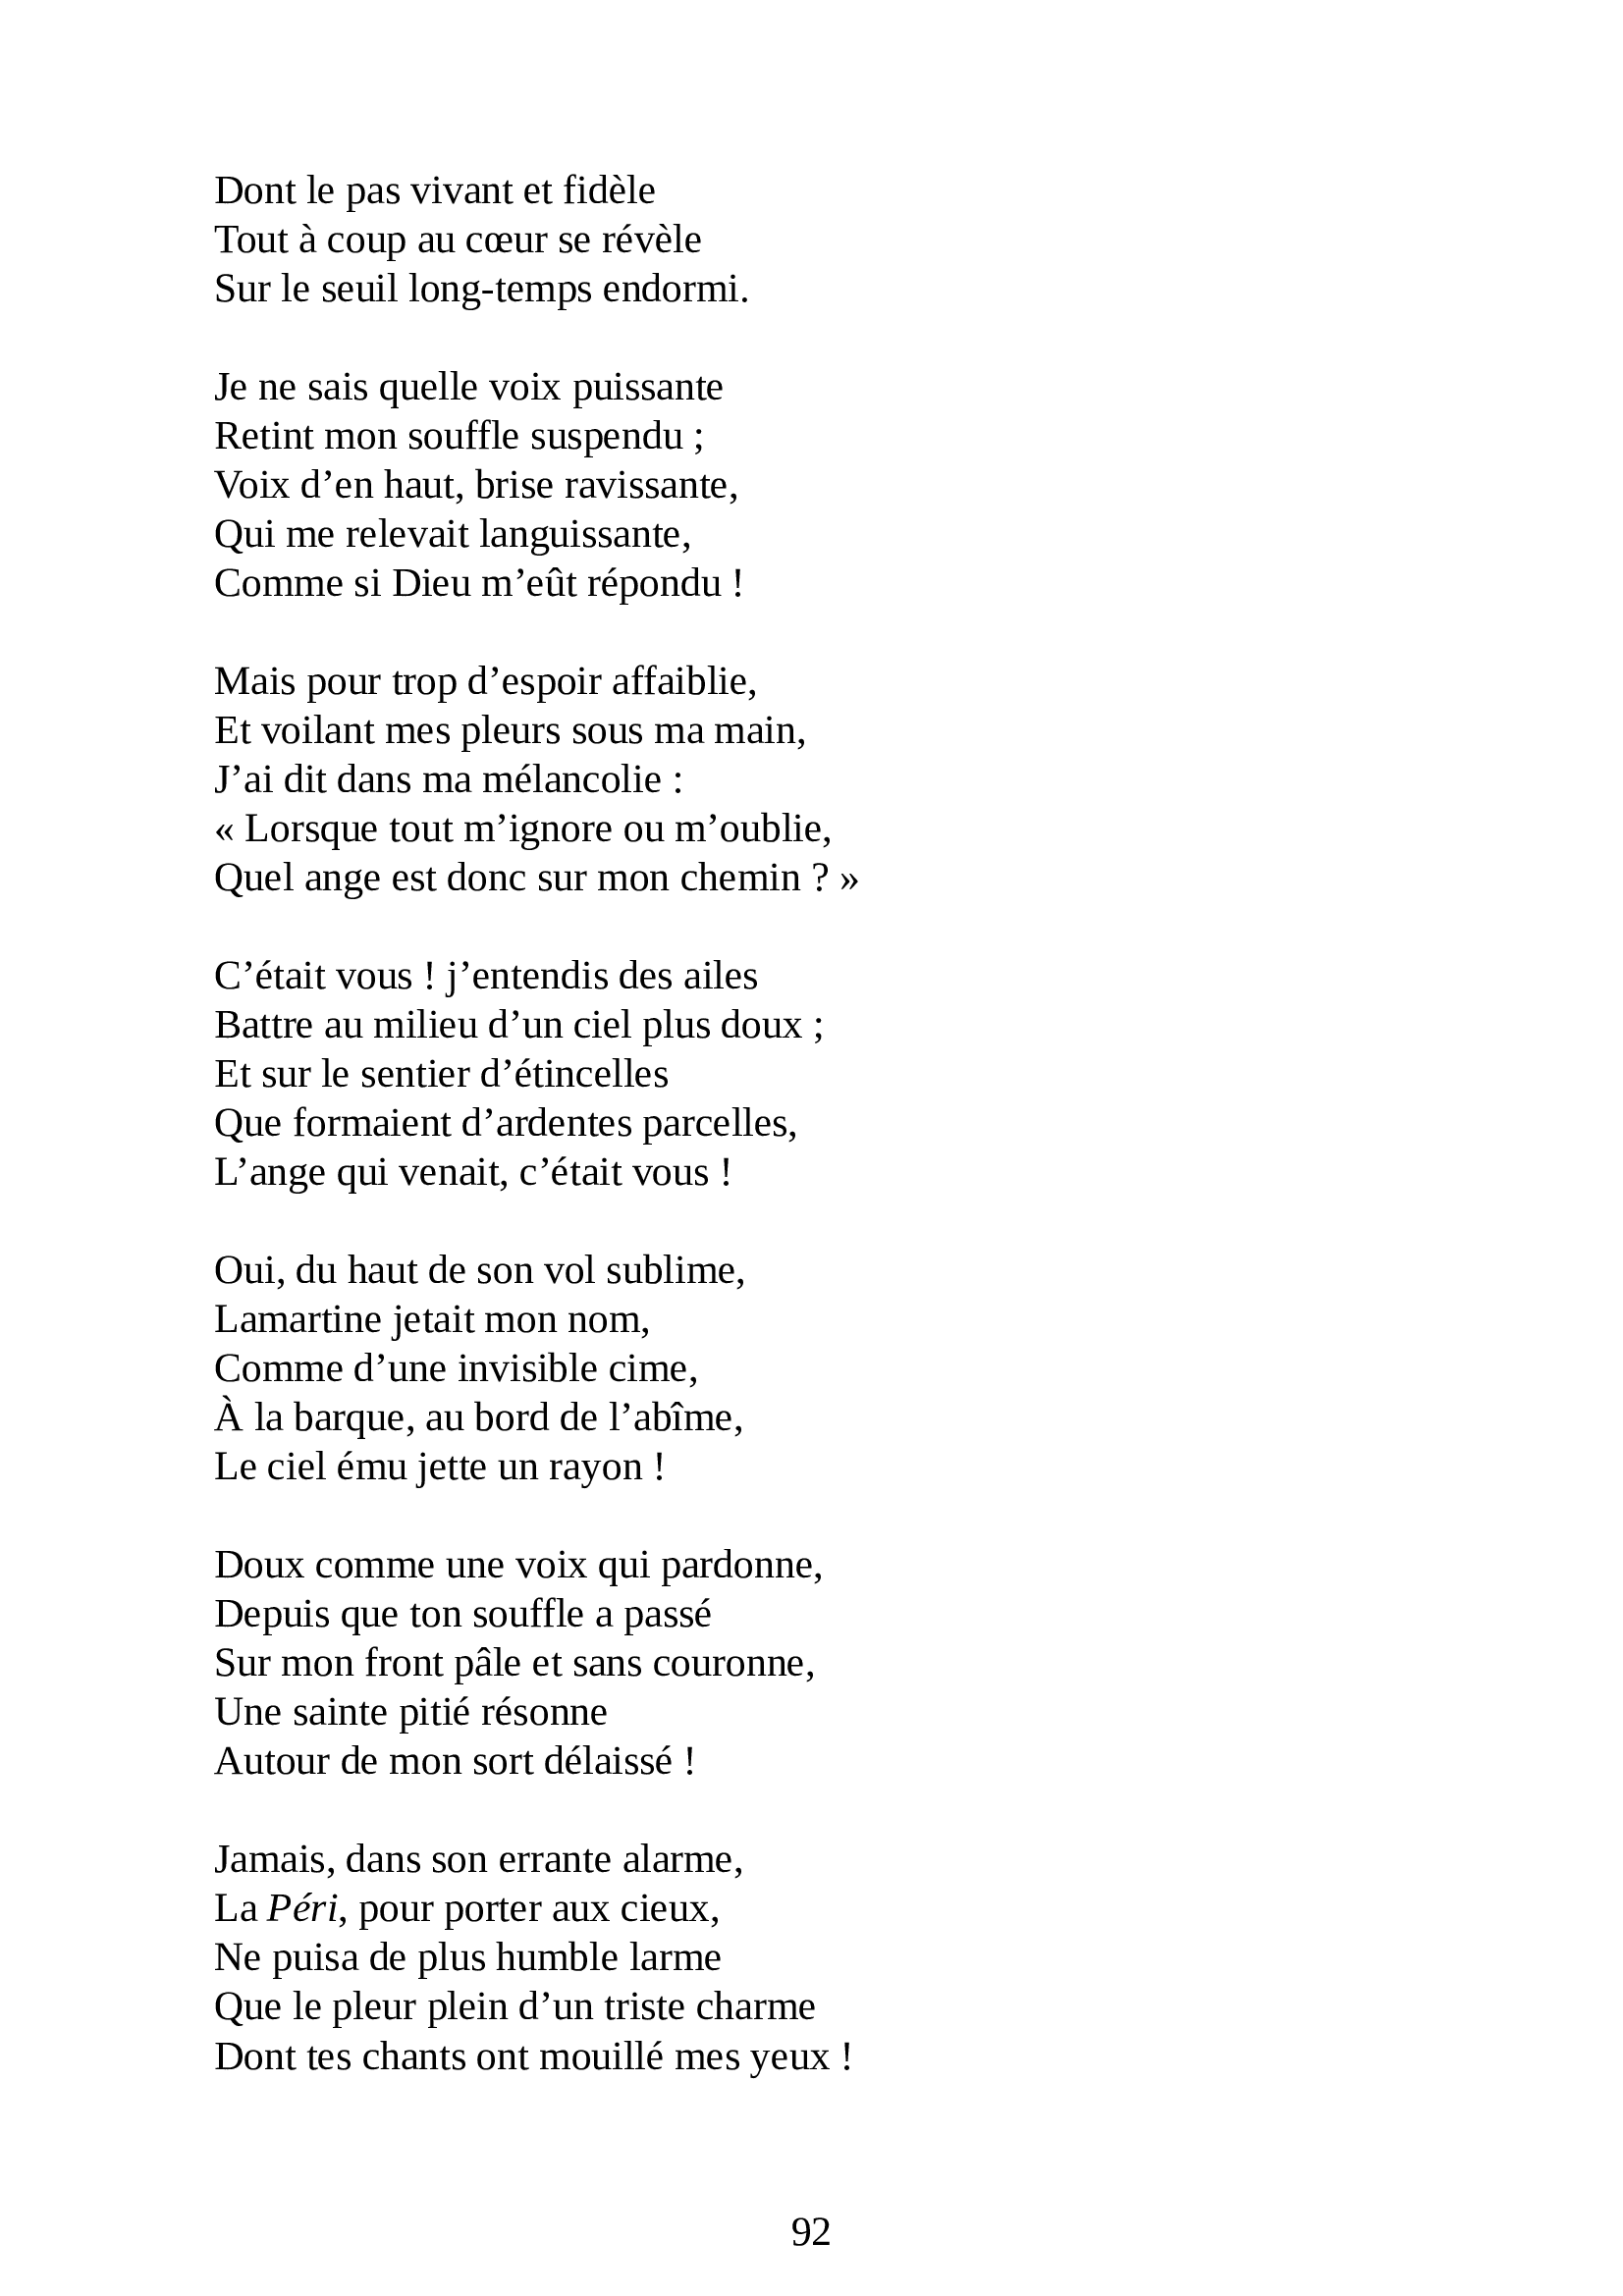 Dont le pas vivant et fidèle
Tout à coup au cœur se révèle
Sur le seuil long-temps endormi.

Je ne sais quelle voix puissante
Retint mon souffle suspendu ;
Voix d’en haut, brise ravissante,
Qui me relevait languissante,
Comme si Dieu m’eût répondu !

Mais pour trop d’espoir affaiblie,
Et voilant mes pleurs sous ma main,
J’ai dit dans ma mélancolie :
« Lorsque tout m’ignore ou m’oublie,
Quel ange est donc sur mon chemin ? »

C’était vous ! j’entendis des ailes
Battre au milieu d’un ciel plus doux ;
Et sur le sentier d’étincelles
Que formaient d’ardentes parcelles,
L’ange qui venait, c’était vous !

Oui, du haut de son vol sublime,
Lamartine jetait mon nom,
Comme d’une invisible cime,
À la barque, au bord de l’abîme,
Le ciel ému jette un rayon !

Doux comme une voix qui pardonne,
Depuis que ton souffle a passé
Sur mon front pâle et sans couronne,
Une sainte pitié résonne
Autour de mon sort délaissé !

Jamais, dans son errante alarme,
La Péri, pour porter aux cieux,
Ne puisa de plus humble larme
Que le pleur plein d’un triste charme
Dont tes chants ont mouillé mes yeux !

92